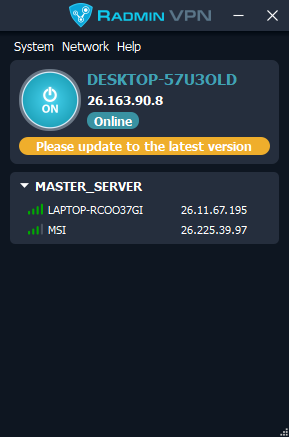 RADMIN VPN
System Network Help
DESKTOP-57U3OLD
ON
26.163.90.8
Online
Please update to the latest version
MASTER_SERVER
LAPTOP-RCOO37GI 26.11.67.195
MSI 26.225.39.97